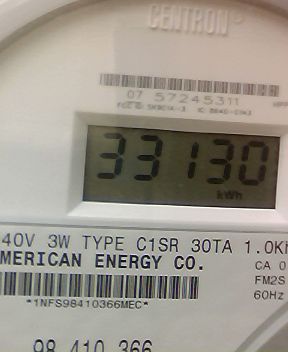 CENTRON
07 57245311
33130
kWh
40V 3W TYPE C1SR 30TA 1.0K
MERICAN ENERGY CO.
CA 0
FM2S
*1NFS98410366MEC*
60Hz
98 410 366